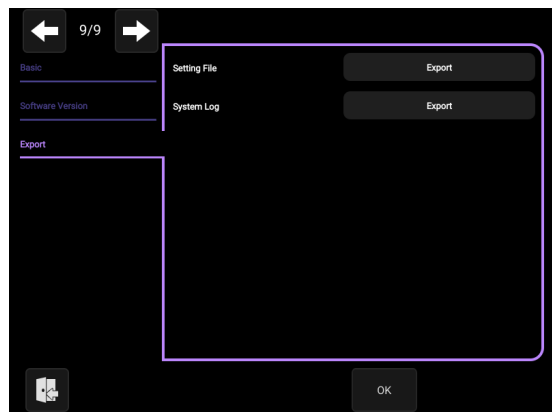 9/9
Basic
Setting File Export
Software Version
System Log Export
Export
OK